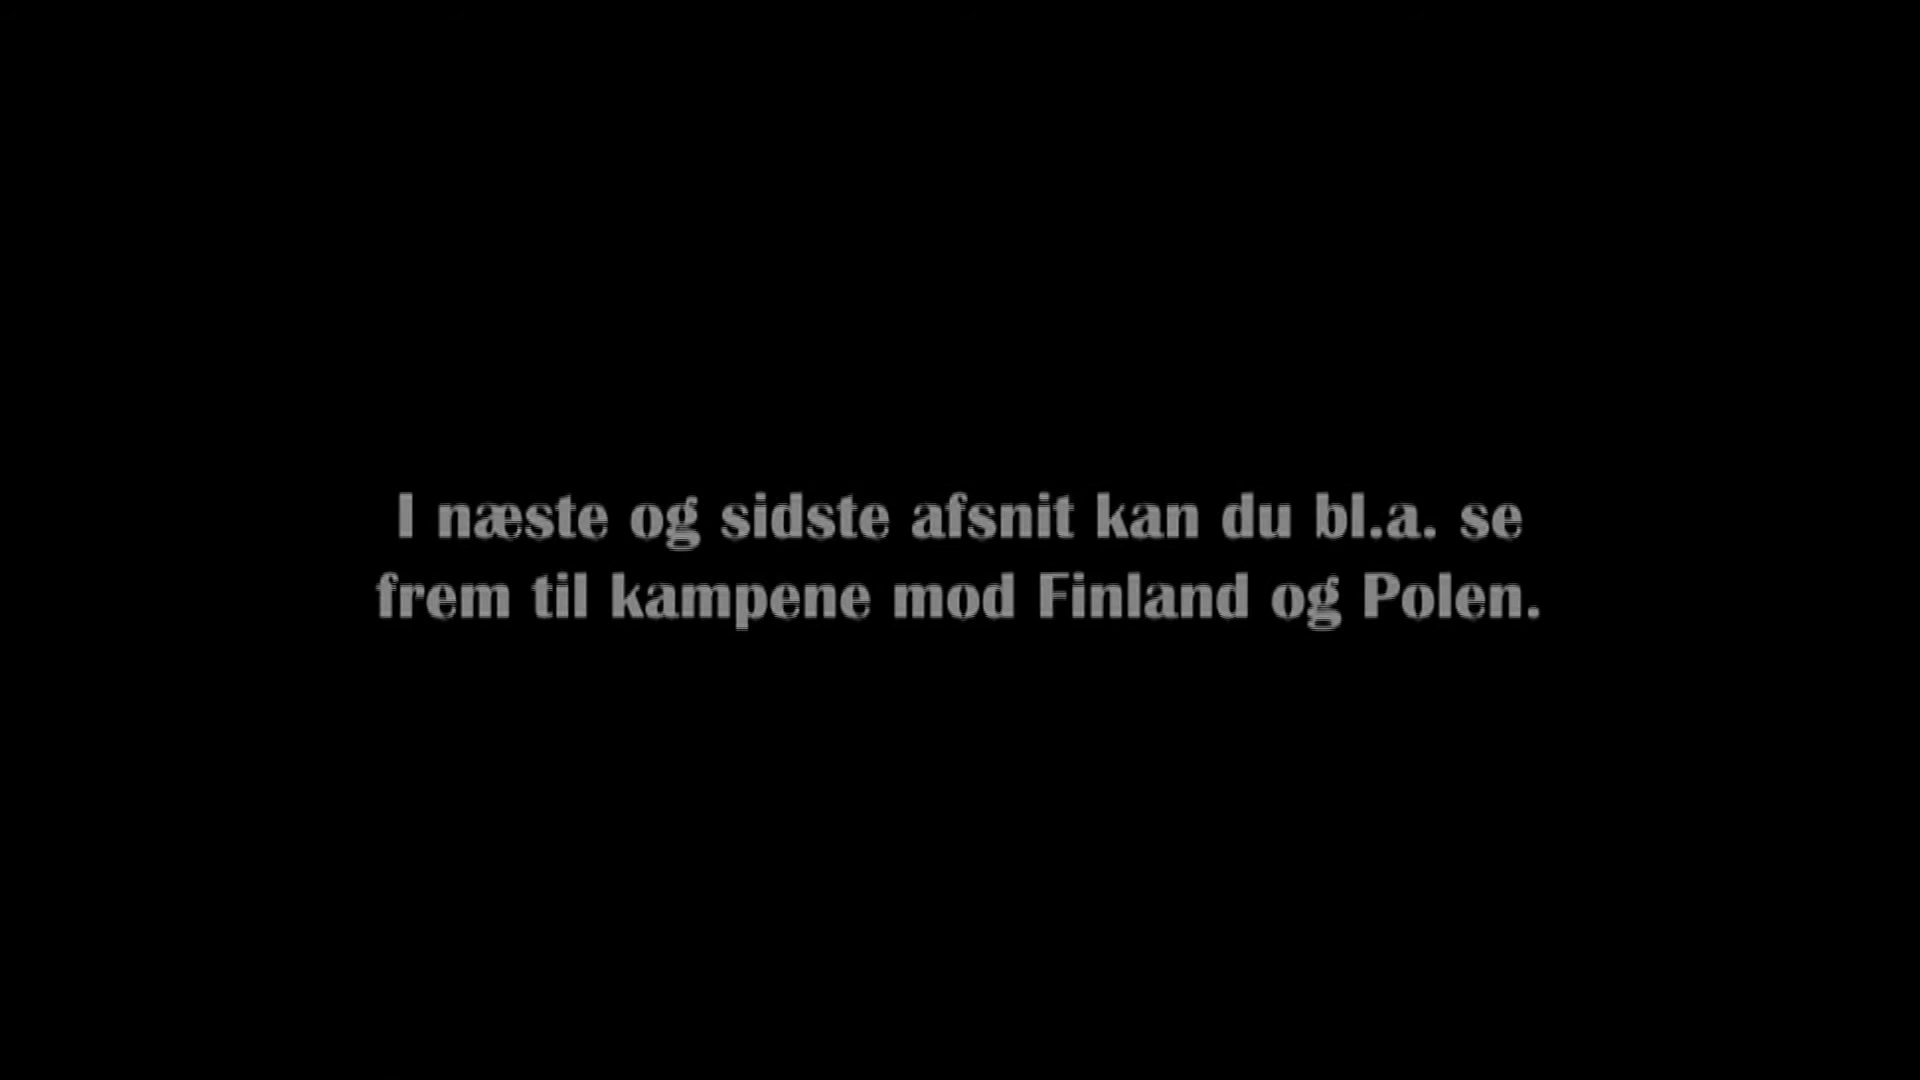 I næste og sidste afsnit kan du bl.a. se
frem til kampene mod Finland og Polen.